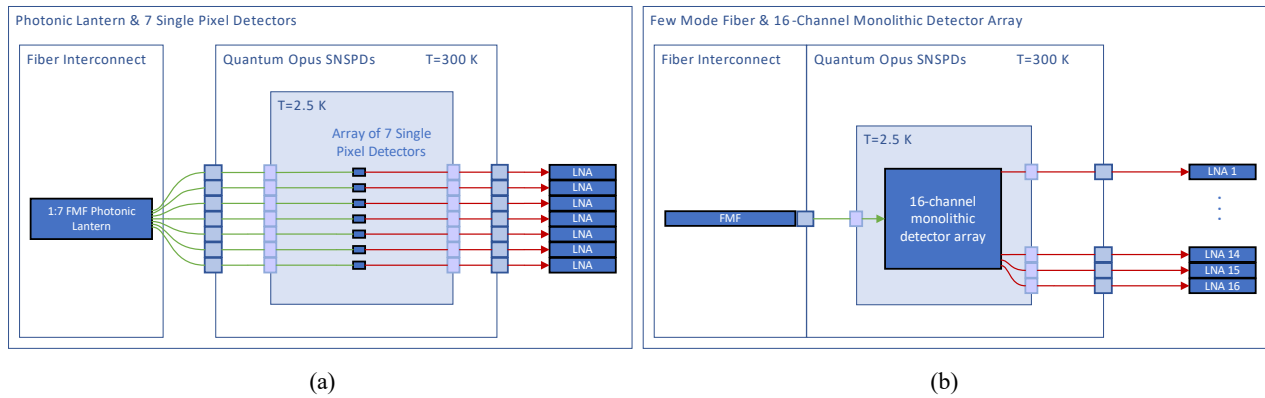 Photonic Lantern & 7 Single Pixel Detectors
Fiber Interconnect
Quantum Opus SNSPDs
T=300 K
T=2.5 K
Array of 7 Single
Pixel Detectors
1:7 FMF Photonic
Lantern
LNA
LNA
LNA
LNA
LNA
LNA
LNA
(a)
Few Mode Fiber & 16-Channel Monolithic Detector Array
Fiber Interconnect
Quantum Opus SNSPDs
T=300 K
T=2.5 K
FMF
16-channel
monolithic
detector array
LNA 1
LNA 14
LNA 15
LNA 16
(b)